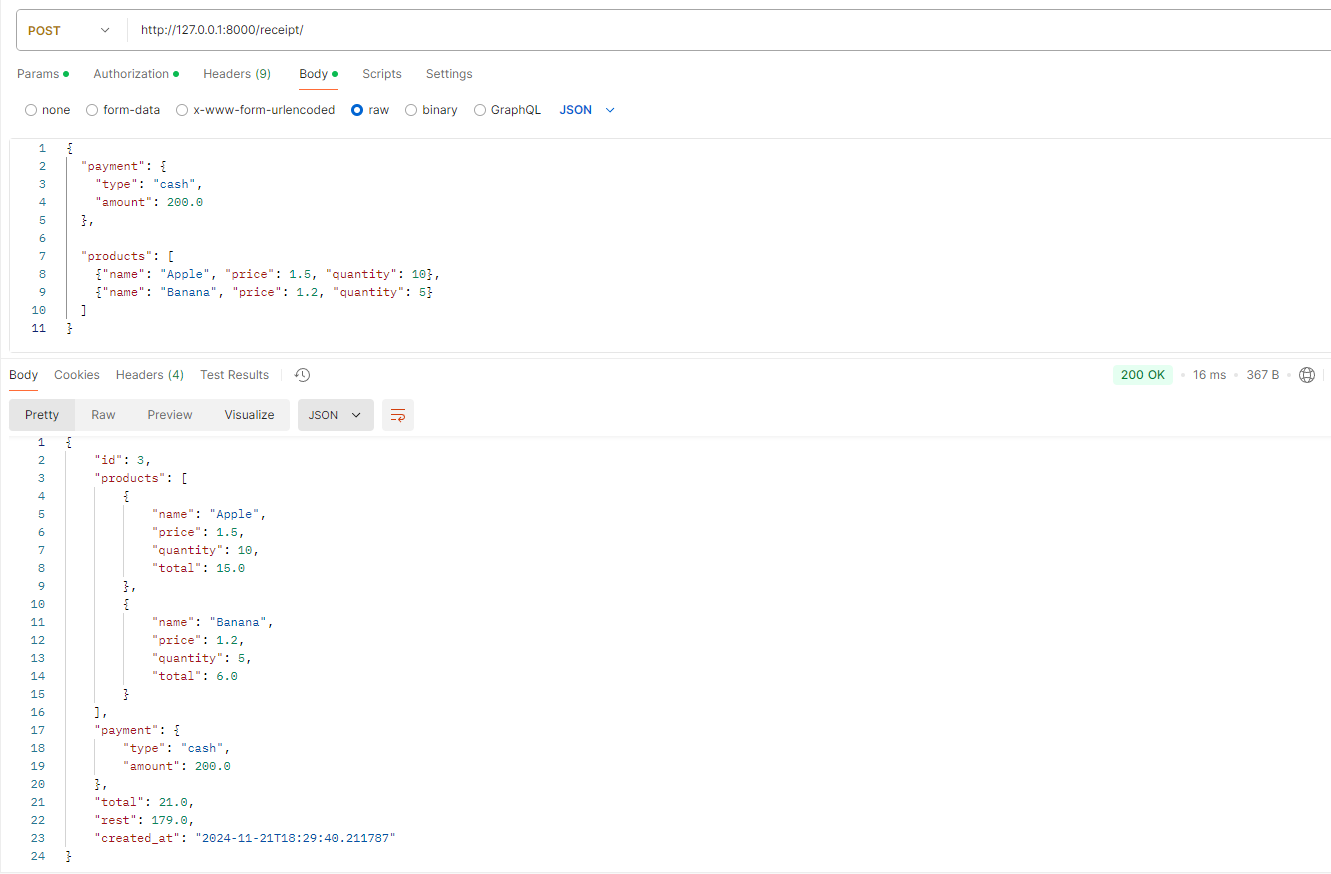 POST http://127.0.0.1:8000/receipt/
Params Authorization Headers (9) Body Scripts Settings
none form-data x-www-form-urlencoded raw binary GraphQL JSON
1 {
2 "payment": {
3 "type": "cash",
4 "amount": 200.0
5 },
6
7 "products": [
8 {"name": "Apple", "price": 1.5, "quantity": 10},
9 {"name": "Banana", "price": 1.2, "quantity": 5}
10 ]
11 }
Body Cookies Headers (4) Test Results 200 OK 16 ms 367 B
Pretty Raw Preview Visualize JSON
1 {
2 "id": 3,
3 "products": [
4 {
5 "name": "Apple",
6 "price": 1.5,
7 "quantity": 10,
8 "total": 15.0
9 },
10 {
11 "name": "Banana",
12 "price": 1.2,
13 "quantity": 5,
14 "total": 6.0
15 }
16 ],
17 "payment": {
18 "type": "cash",
19 "amount": 200.0
20 },
21 "total": 21.0,
22 "rest": 179.0,
23 "created_at": "2024-11-21T18:29:40.211787"
24 }